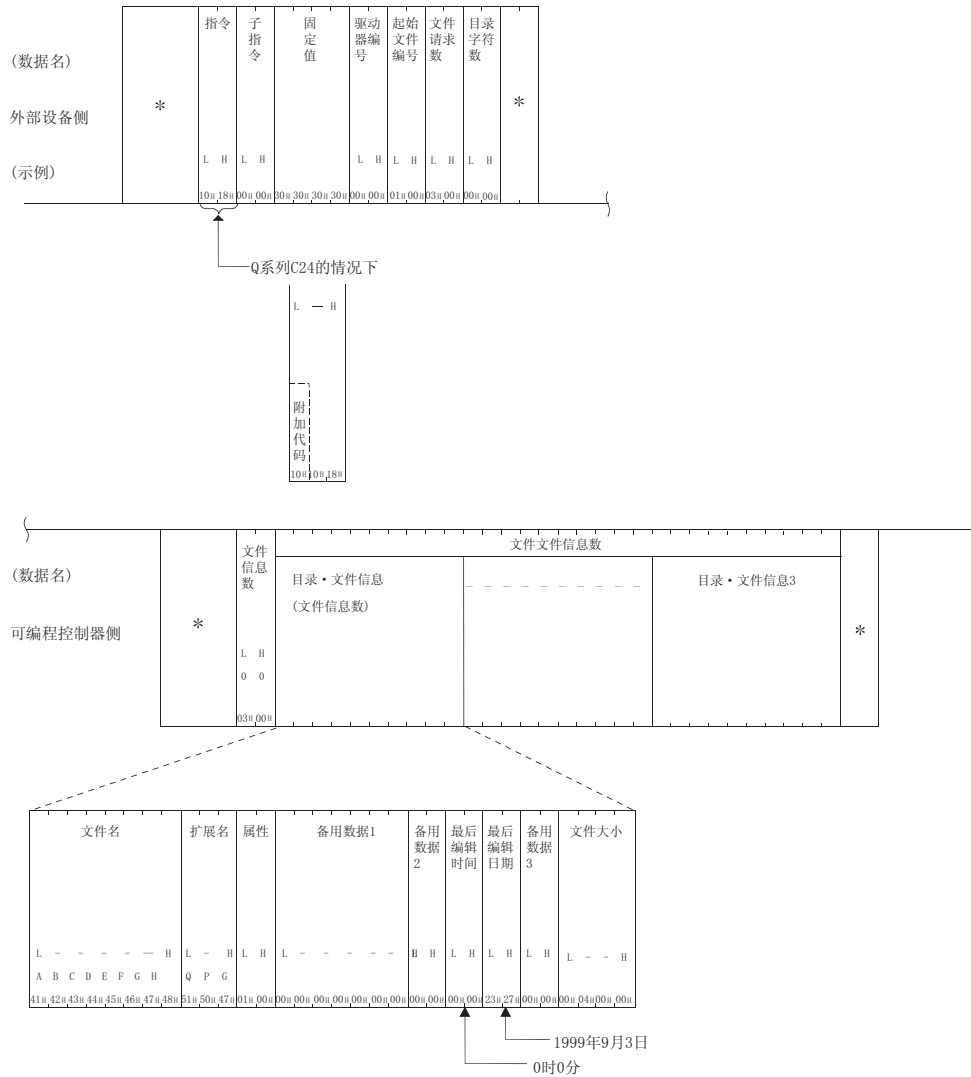 (数据名)
外部设备侧
(示例)
*
指令
子指令
固定值
驱动器编号
起始文件编号
文件请求数
目录字符数
*
L H L H L H L H L H L H
10H 18H 00H 00H 30H 30H 30H 30H 00H 00H 01H 00H 03H 00H 00H 00H
Q系列C24的情况下
L — H
附加代码
10H 10H 18H
(数据名)
可编程控制器侧
*
文件信息数
L H
0 0
03H 00H
文件文件信息数
目录·文件信息
(文件信息数)
目录·文件信息3
*
文件名
扩展名
属性
备用数据1
备用数据2
最后编辑时间
最后编辑日期
备用数据3
文件大小
L - - - - -- H L - H L H L - - - - - H L H L H L H L H L - - H
A B C D E F G H Q P G
41H 42H 43H 44H 45H 46H 47H 48H 51H 50H 47H 01H 00H 00H 00H 00H 00H 00H 00H 00H 00H 00H 00H 00H 23H 27H 00H 00H 00H 04H 00H 00H
1999年9月3日
0时0分